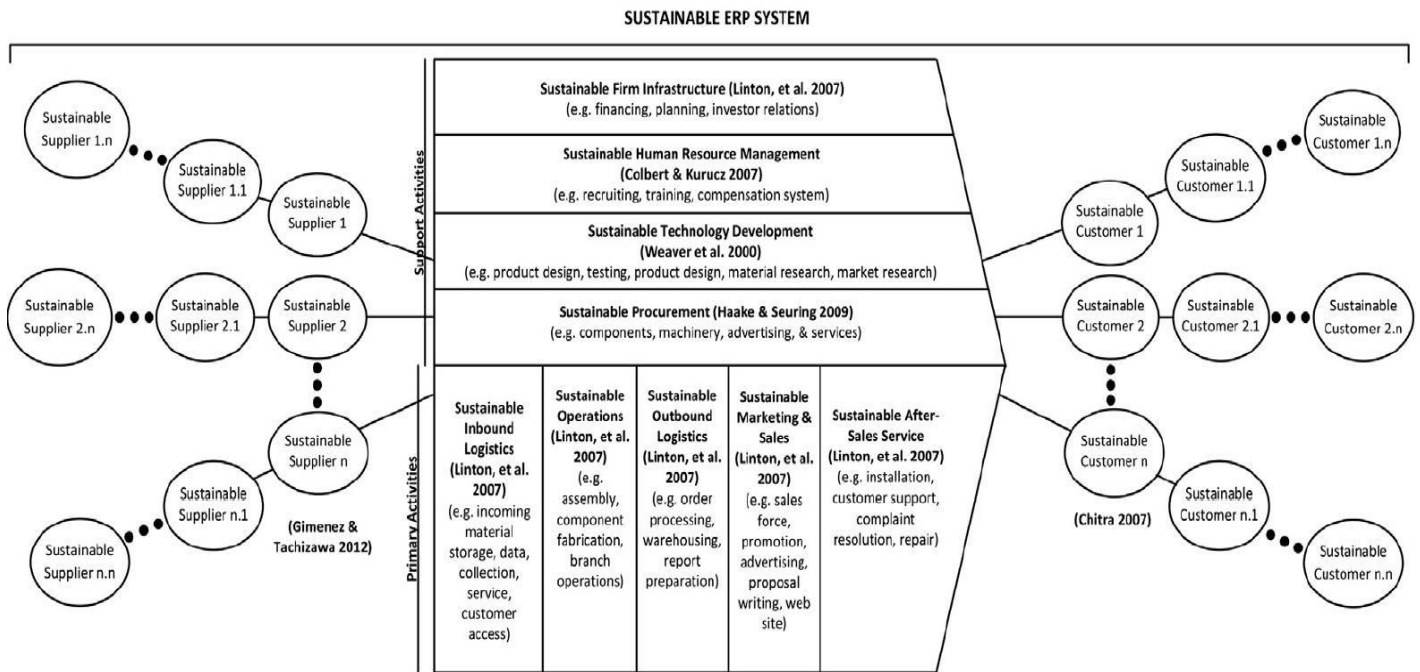 SUSTAINABLE ERP SYSTEM
Sustainable
Supplier 1.n
Sustainable
Supplier 1.1
Sustainable
Supplier 1
Sustainable
Supplier 2.n
Sustainable
Supplier 2.1
Sustainable
Supplier 2
Sustainable
Supplier n
Sustainable
Supplier n.1
Sustainable
Supplier n.n
(Gimenez &
Tachizawa 2012)
Support Activities
Sustainable Firm Infrastructure (Linton, et al. 2007)
(e.g. financing, planning, investor relations)
Sustainable Human Resource Management
(Colbert & Kurucz 2007)
(e.g. recruiting, training, compensation system)
Sustainable Technology Development
(Weaver et al. 2000)
(e.g. product design, testing, product design, material research, market research)
Sustainable Procurement (Haake & Seuring 2009)
(e.g. components, machinery, advertising, & services)
Primary Activities
Sustainable
Inbound
Logistics
(Linton, et al.
2007)
(e.g. incoming
material
storage, data,
collection,
service,
customer
access)
Sustainable
Operations
(Linton, et al.
2007)
(e.g.
assembly,
component
fabrication,
branch
operations)
Sustainable
Outbound
Logistics
(Linton, et al.
2007)
(e.g. order
processing,
warehousing,
report
preparation)
Sustainable
Marketing &
Sales
(Linton, et al.
2007)
(e.g. sales
force,
promotion,
advertising,
proposal
writing, web
site)
Sustainable After-
Sales Service
(Linton, et al. 2007)
(e.g. installation,
customer support,
complaint
resolution, repair)
Sustainable
Customer 1.n
Sustainable
Customer 1.1
Sustainable
Customer 1
Sustainable
Customer 2
Sustainable
Customer 2.1
Sustainable
Customer 2.n
Sustainable
Customer n
Sustainable
Customer n.1
Sustainable
Customer n.n
(Chitra 2007)